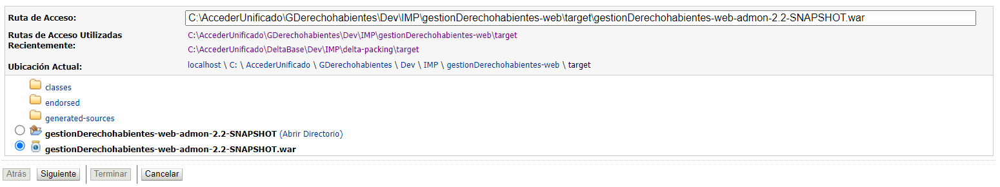 Ruta de Acceso: C:\AccederUnificado\GDerechohabientes\Dev\IMP\gestionDerechohabientes-web\target\gestionDerechohabientes-web-admon-2.2-SNAPSHOT.war
Rutas de Acceso Utilizadas Recientemente: C:\AccederUnificado\GDerechohabientes\Dev\IMP\gestionDerechohabientes-web\target
C:\AccederUnificado\DeltaBase\Dev\IMP\delta-packing\target
Ubicación Actual: localhost \ C: \ AccederUnificado \ GDerechohabientes \ Dev \ IMP \ gestionDerechohabientes-web \ target
classes
endorsed
generated-sources
gestionDerechohabientes-web-admon-2.2-SNAPSHOT (Abrir Directorio)
gestionDerechohabientes-web-admon-2.2-SNAPSHOT.war
Atrás Siguiente Terminar Cancelar